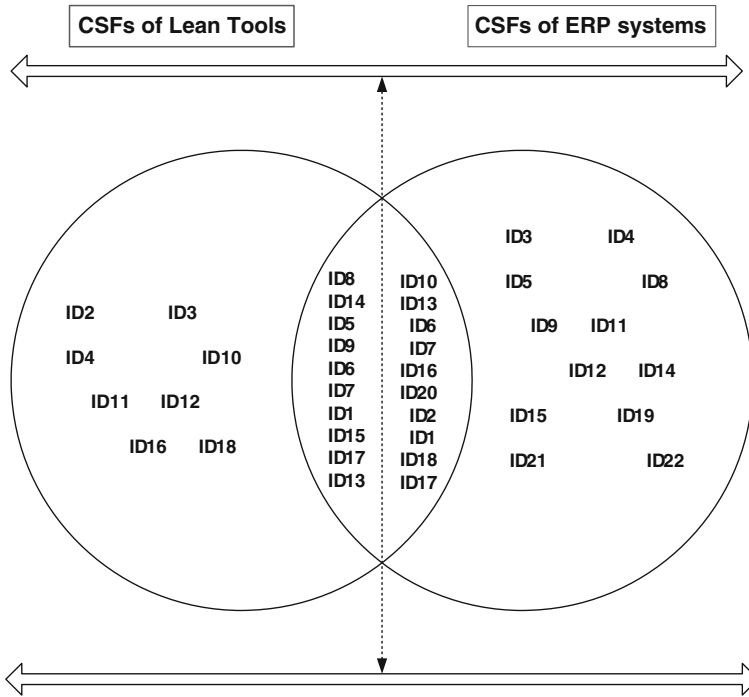 CSFs of Lean Tools
CSFs of ERP systems
ID2 ID3
ID4 ID10
ID11 ID12
ID16 ID18
ID8
ID14
ID5
ID9
ID6
ID7
ID1
ID15
ID17
ID13
ID10
ID13
ID6
ID7
ID16
ID20
ID2
ID1
ID18
ID17
ID3 ID4
ID5 ID8
ID9 ID11
ID12 ID14
ID15 ID19
ID21 ID22